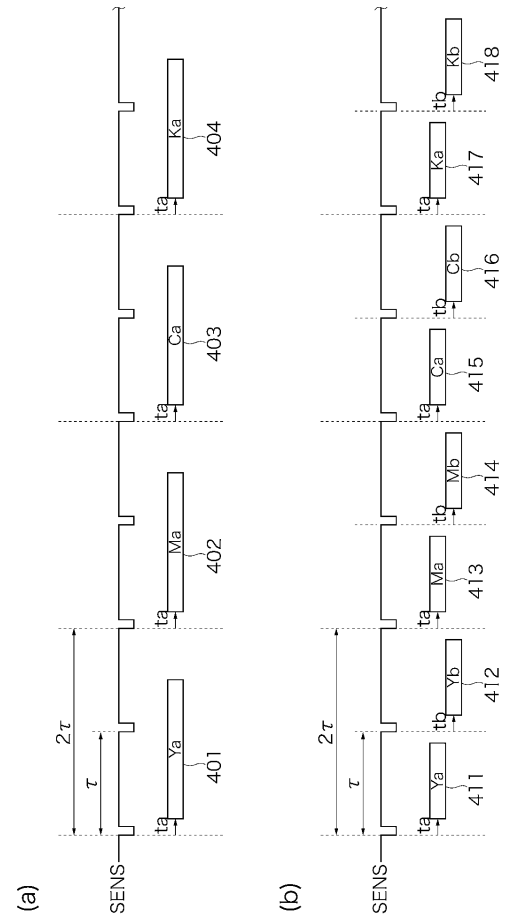 (a)
2τ
τ
SENS
ta
Ya
401
ta
Ma
402
ta
Ca
403
ta
Ka
404
(b)
2τ
τ
SENS
ta
Ya
411
tb
Yb
412
ta
Ma
413
tb
Mb
414
ta
Ca
415
tb
Cb
416
ta
Ka
417
tb
Kb
418